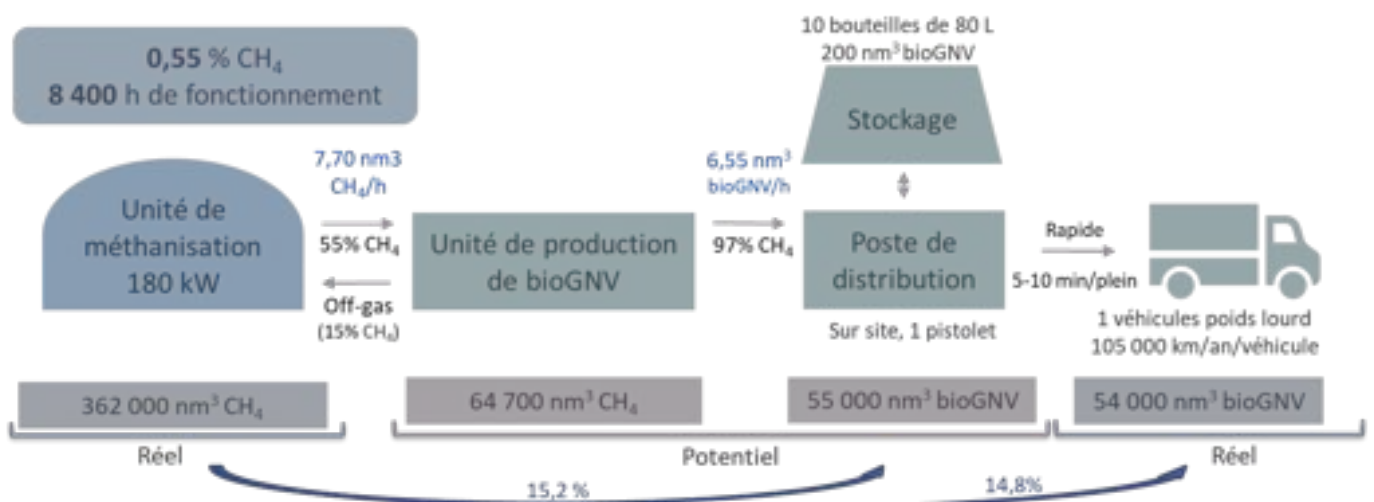 0,55 % CH₄
8 400 h de fonctionnement
10 bouteilles de 80 L
200 nm³ bioGNV
Stockage
7,70 nm3
CH₄/h
6,55 nm³
bioGNV/h
Unité de
méthanisation
180 kW
55% CH₄
Off-gas
(15% CH₄)
Unité de production
de bioGNV
97% CH₄
Poste de
distribution
Sur site, 1 pistolet
Rapide
5-10 min/plein
1 véhicules poids lourd
105 000 km/an/véhicule
362 000 nm³ CH₄
64 700 nm³ CH₄
55 000 nm³ bioGNV
54 000 nm³ bioGNV
Réel
Potentiel
Réel
15,2 %
14,8%